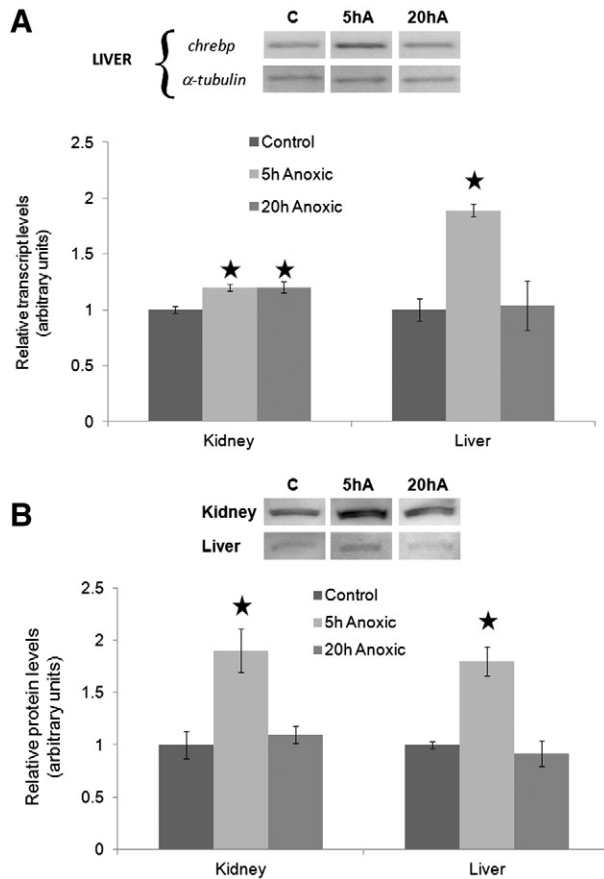 A
C 5hA 20hA
LIVER { chrebp
α-tubulin
Control
5h Anoxic
20h Anoxic
Relative transcript levels
(arbitrary units)
2.5
2
1.5
1
0.5
0
Kidney Liver
B
C 5hA 20hA
Kidney
Liver
Control
5h Anoxic
20h Anoxic
Relative protein levels
(arbitrary units)
2.5
2
1.5
1
0.5
0
Kidney Liver